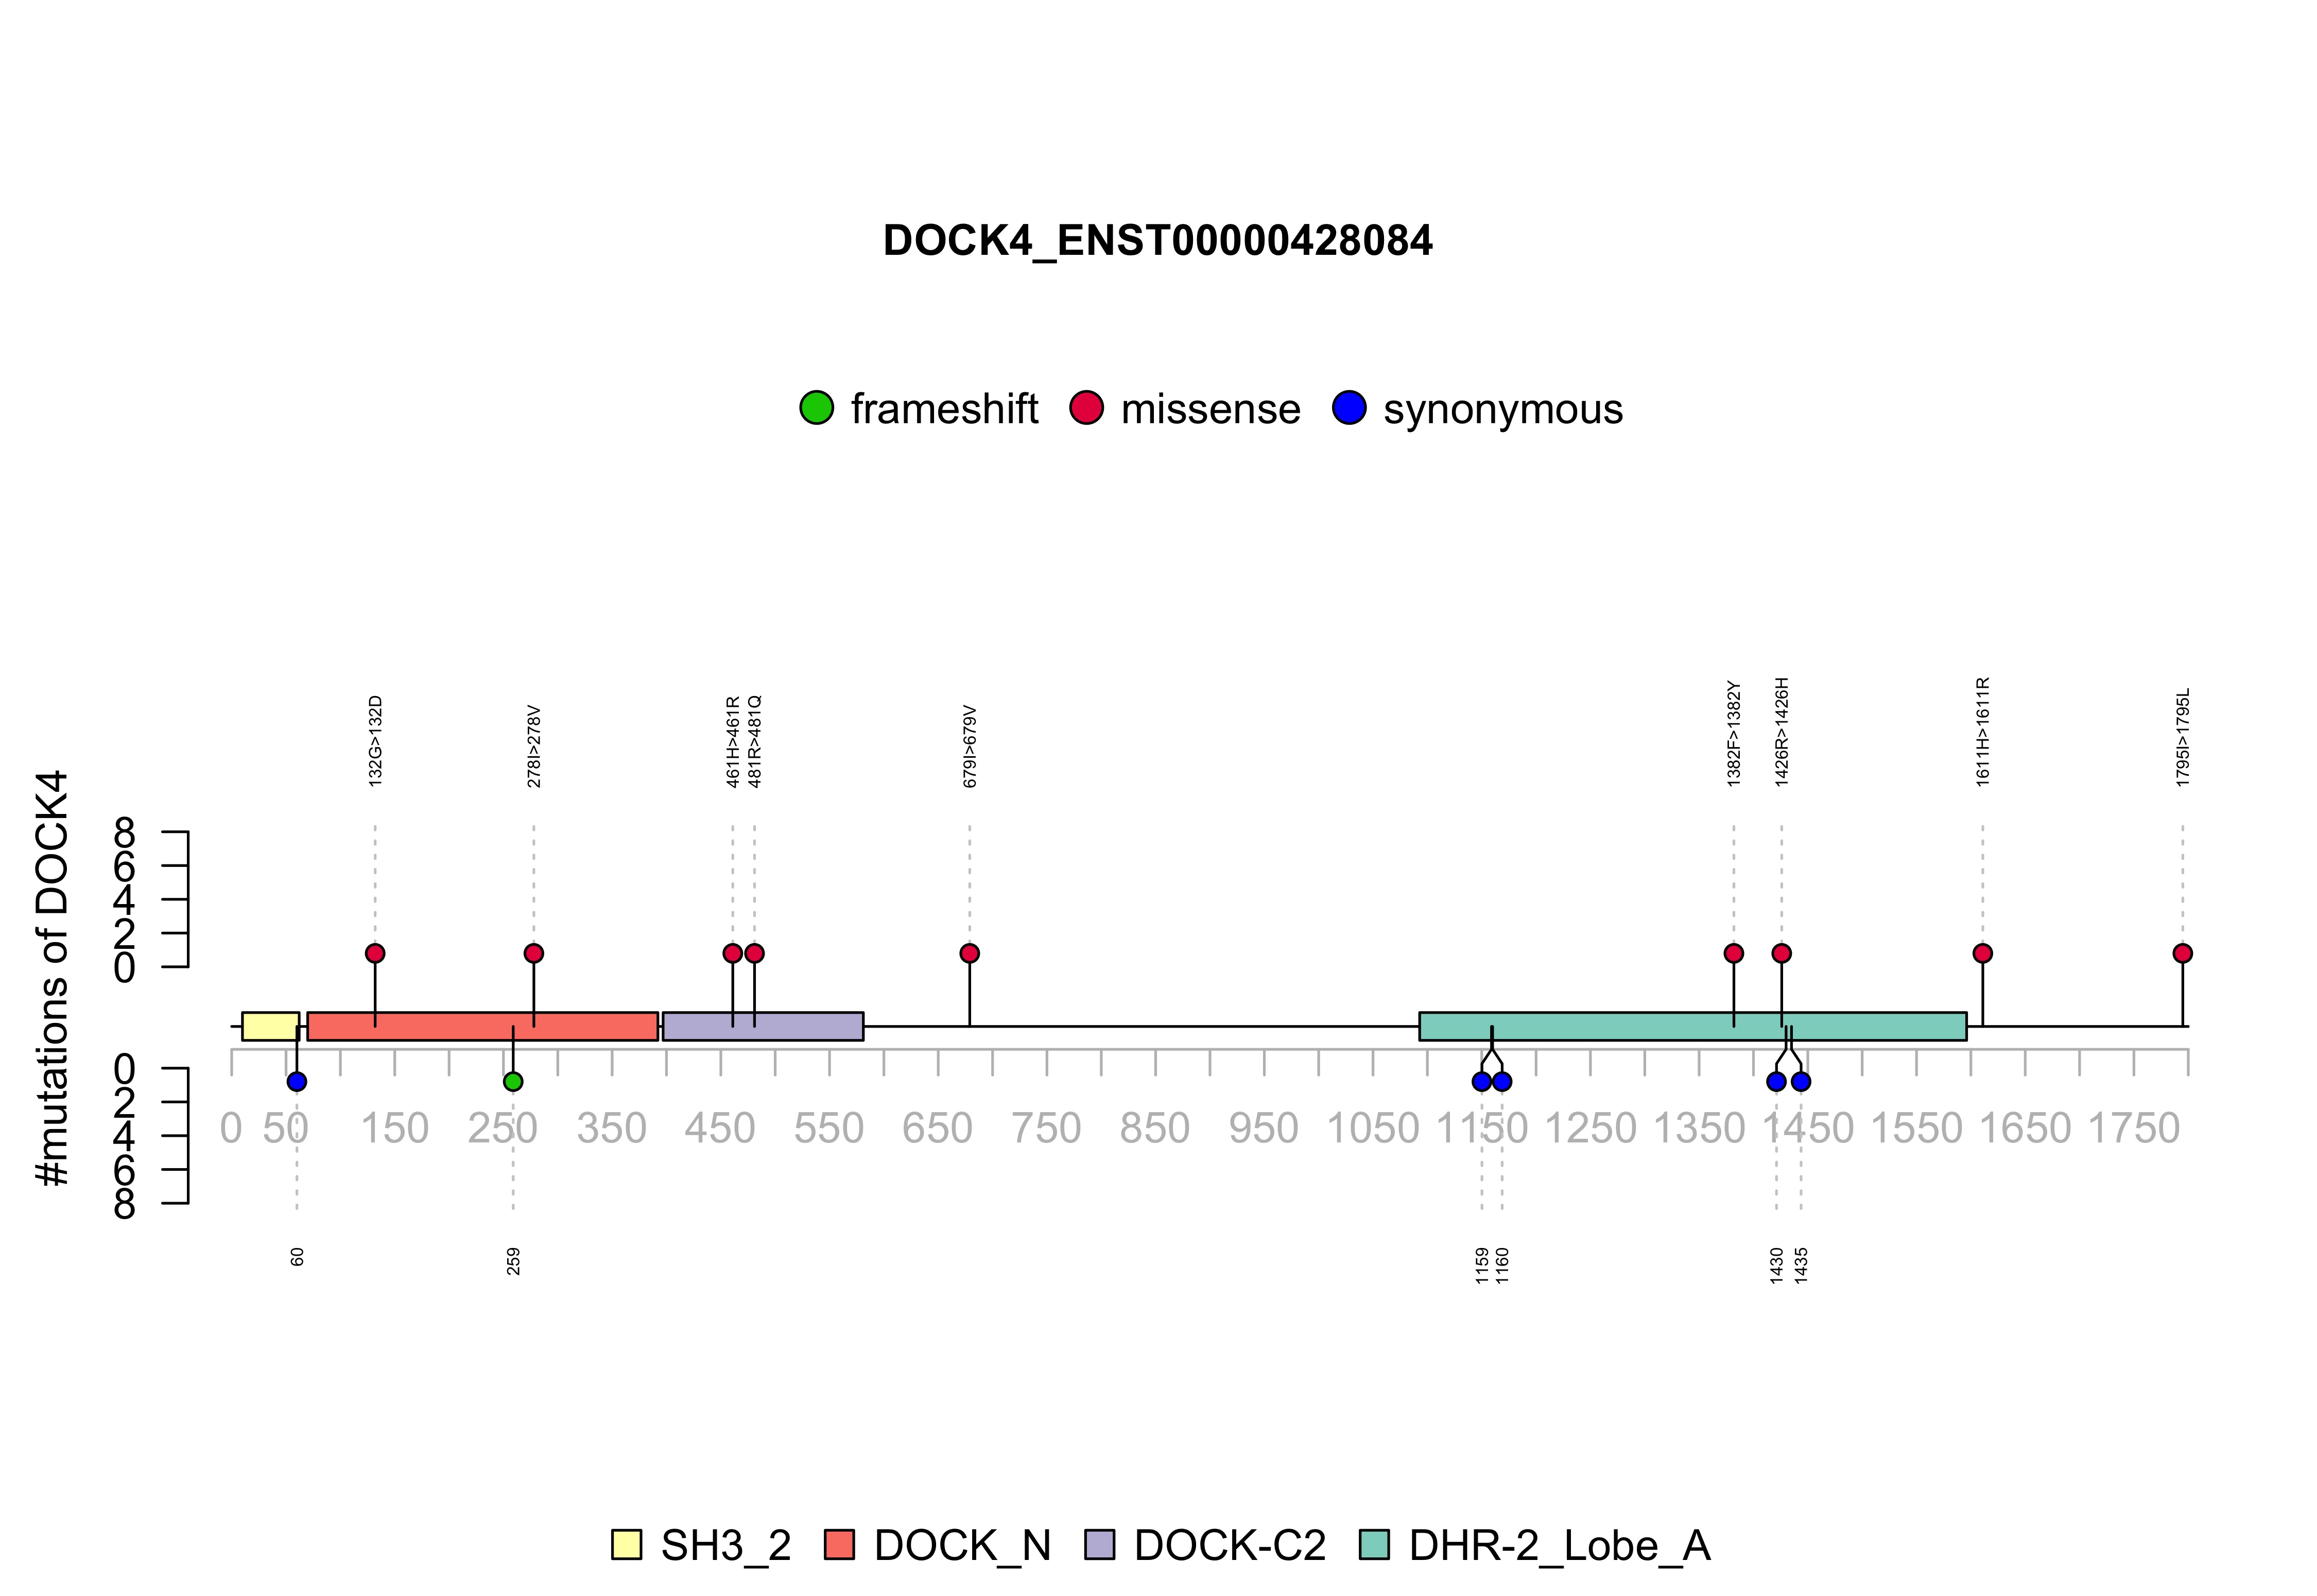 DOCK4_ENST00000428084
frameshift missense synonymous
132G>132D 278I>278V 461H>461R 481R>481Q 679I>679V 1382F>1382Y 1426R>1426H 1611H>1611R 1795I>1795L
#mutations of DOCK4
8
6
4
2
0
0
2
4
6
8
0 50 150 250 350 450 550 650 750 850 950 1050 1150 1250 1350 1450 1550 1650 1750
60 259 1159 1160 1430 1435
SH3_2 DOCK_N DOCK-C2 DHR-2_Lobe_A